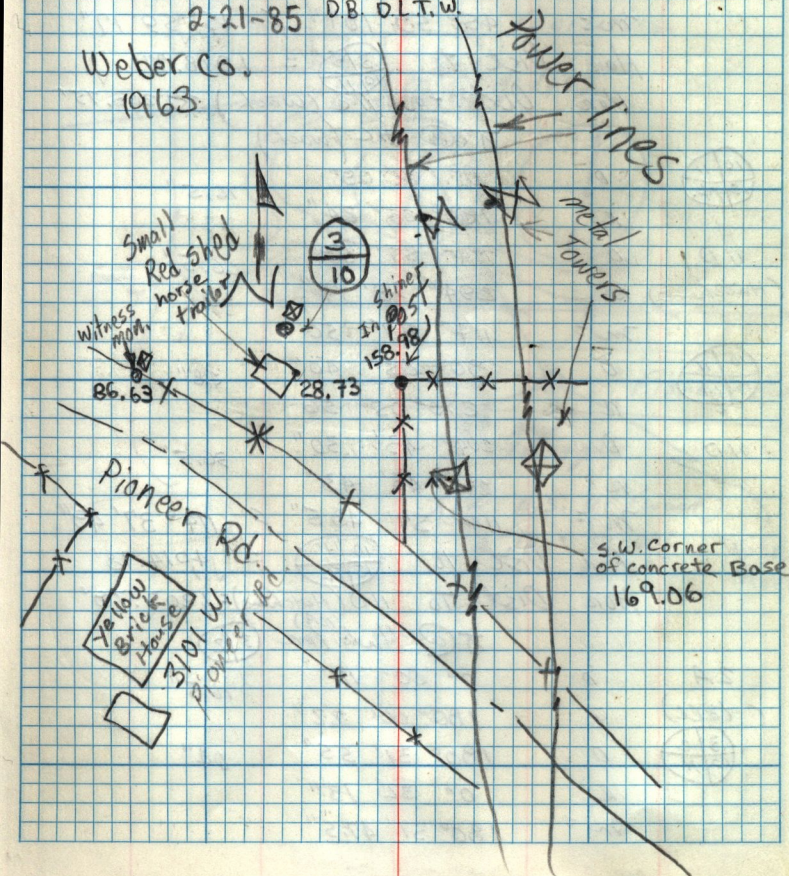 2-21-85 D.B. D.L.T.W.
Weber Co.
1963
Power lines
metal
Towers
Small
Red Shed
horse
trailer
3
10
N
Shiner
In post
158.98
Witness
mon.
86.63
28.73
Pioneer Rd.
S.W. Corner
of concrete Base
169.06
Yellow
Brick
House
3101 W.
Pioneer Rd.